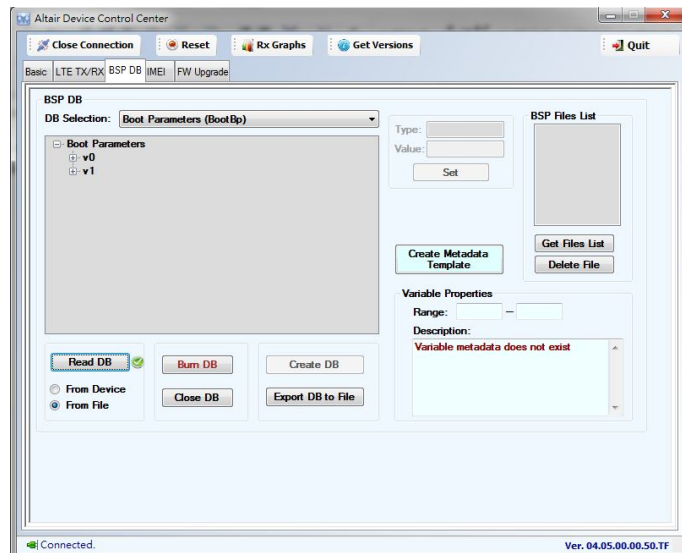 Altair Device Control Center
Close Connection Reset Rx Graphs Get Versions Quit
Basic LTE TX/RX BSP DB IMEI FW Upgrade
BSP DB
DB Selection: Boot Parameters (BootBp)
Boot Parameters
v0
v1
Type:
Value:
Set
BSP Files List
Get Files List
Delete File
Create Metadata
Template
Variable Properties
Range: –
Description:
Variable metadata does not exist
Read DB
From Device
From File
Burn DB
Close DB
Create DB
Export DB to File
Connected. Ver. 04.05.00.00.50.TF